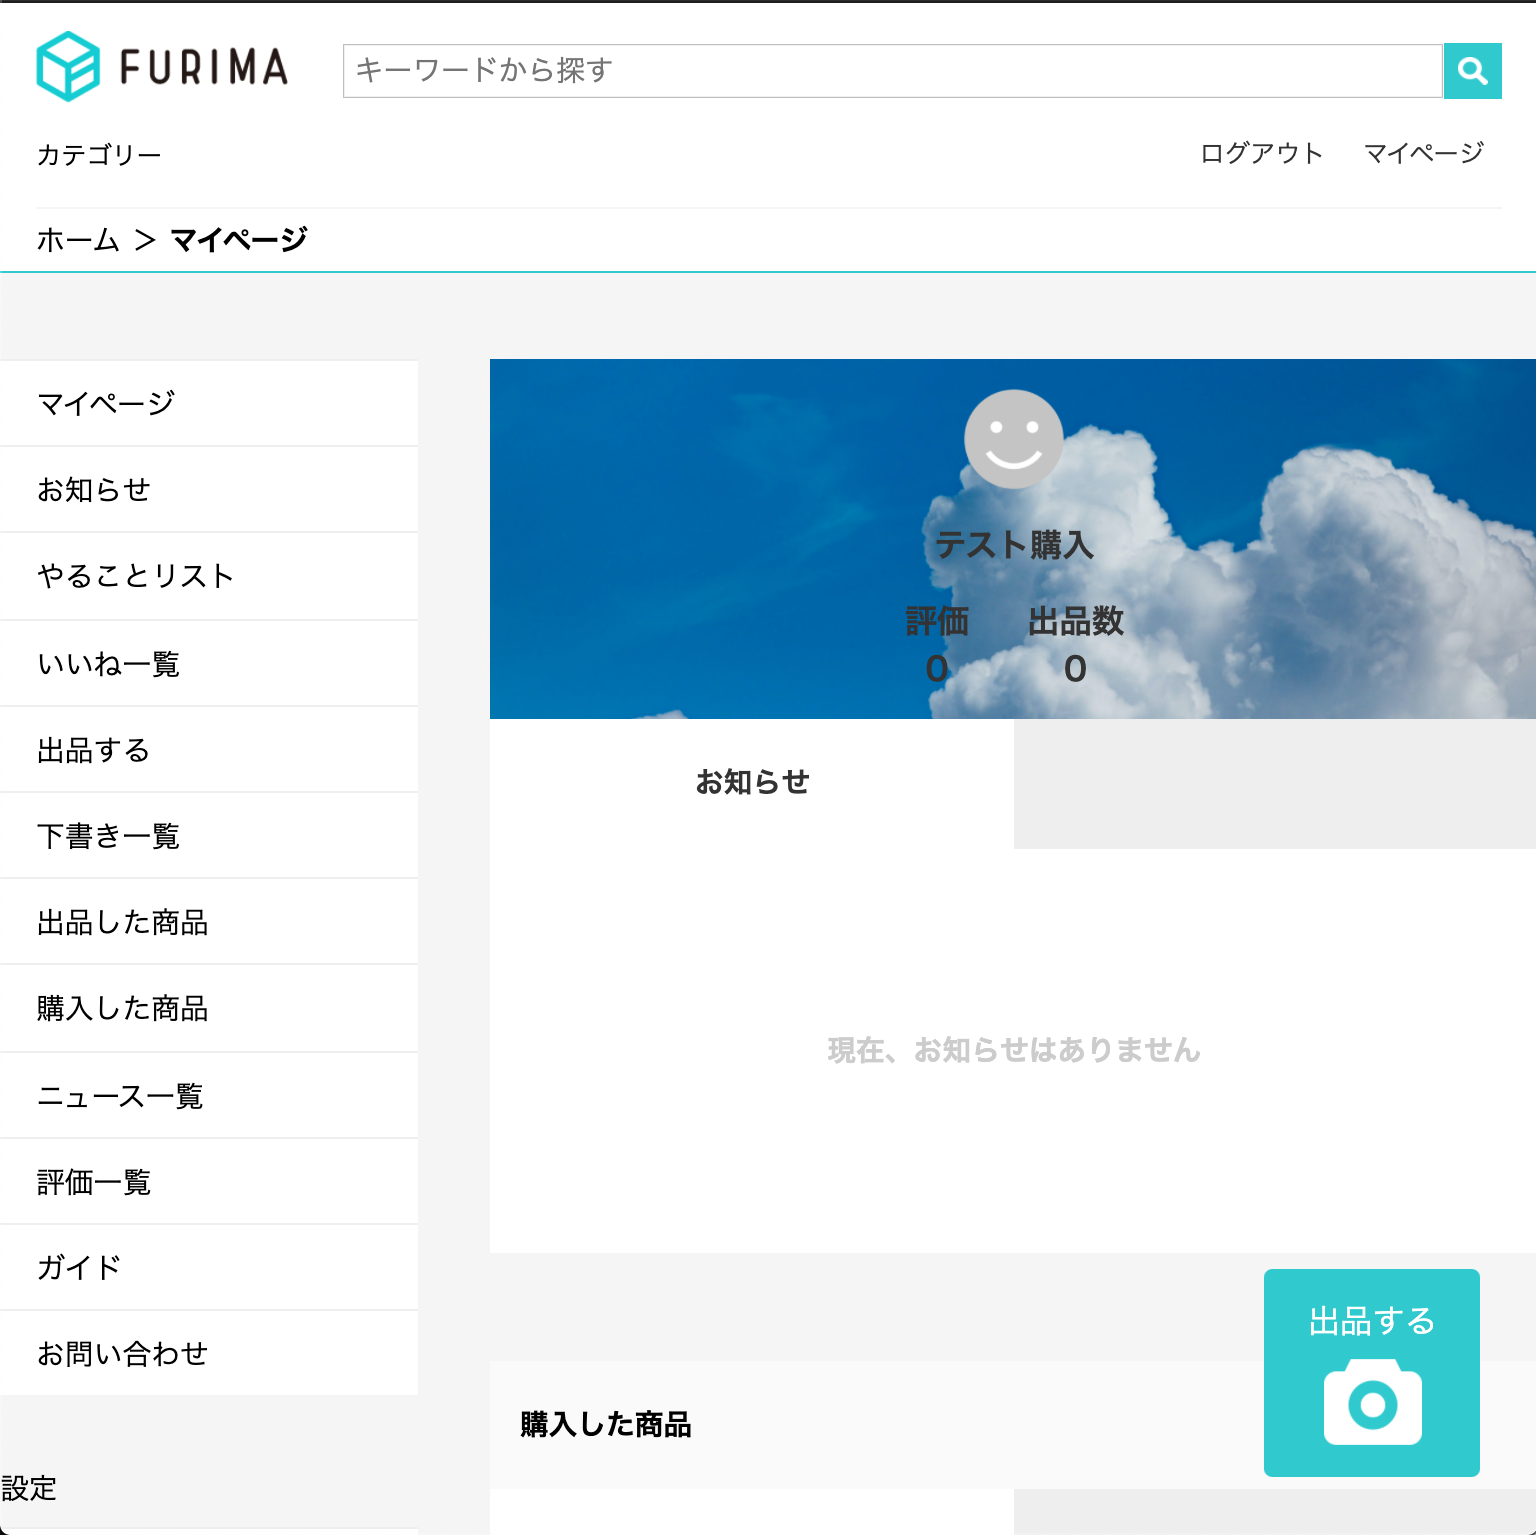 FURIMA
キーワードから探す
カテゴリー
ログアウト マイページ
ホーム ＞ マイページ
マイページ
お知らせ
やることリスト
いいね一覧
出品する
下書き一覧
出品した商品
購入した商品
ニュース一覧
評価一覧
ガイド
お問い合わせ
設定
テスト購入
評価 出品数
0 0
お知らせ
現在、お知らせはありません
購入した商品
出品する